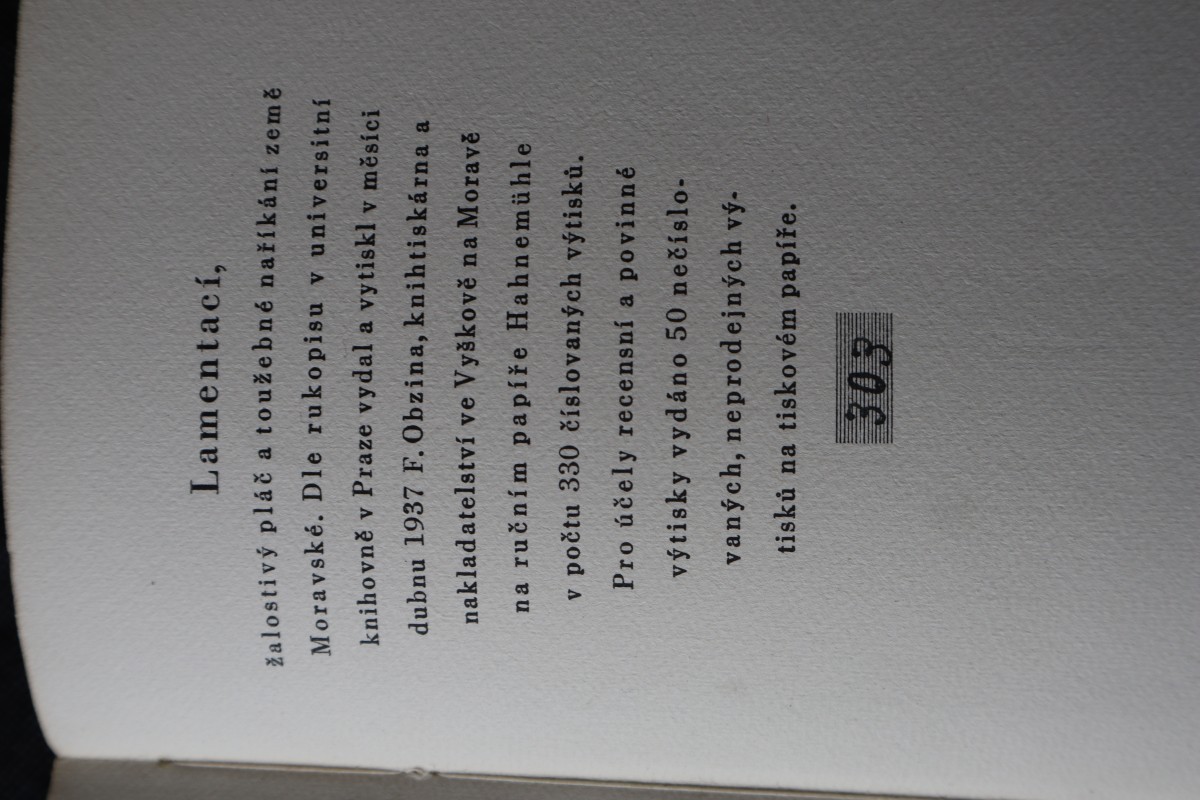 Lamentací,
žalostivý pláč a toužebné naříkání země
Moravské. Dle rukopisu v universitní
knihovně v Praze vydal a vytiskl v měsíci
dubnu 1937 F. Obzina, knihtiskárna a
nakladatelství ve Vyškově na Moravě
na ručním papíře Hahnemühle
v počtu 330 číslovaných výtisků.
Pro účely recensní a povinné
výtisky vydáno 50 nečíslo-
vaných, neprodejných vý-
tisků na tiskovém papíře.
303